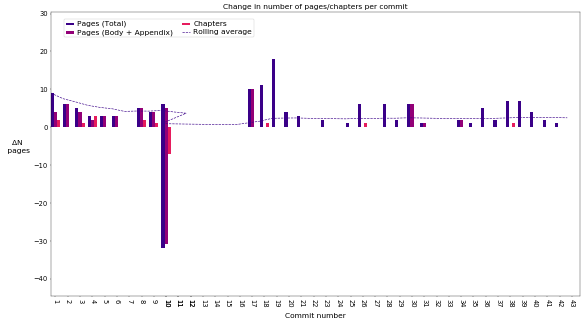 Change in number of pages/chapters per commit
Pages (Total)
Pages (Body + Appendix)
Chapters
Rolling average
30
20
10
0
−10
−20
−30
−40
ΔN
pages
1 2 3 4 5 6 7 8 9 10 11 12 13 14 15 16 17 18 19 20 21 22 23 24 25 26 27 28 29 30 31 32 33 34 35 36 37 38 39 40 41 42 43
Commit number